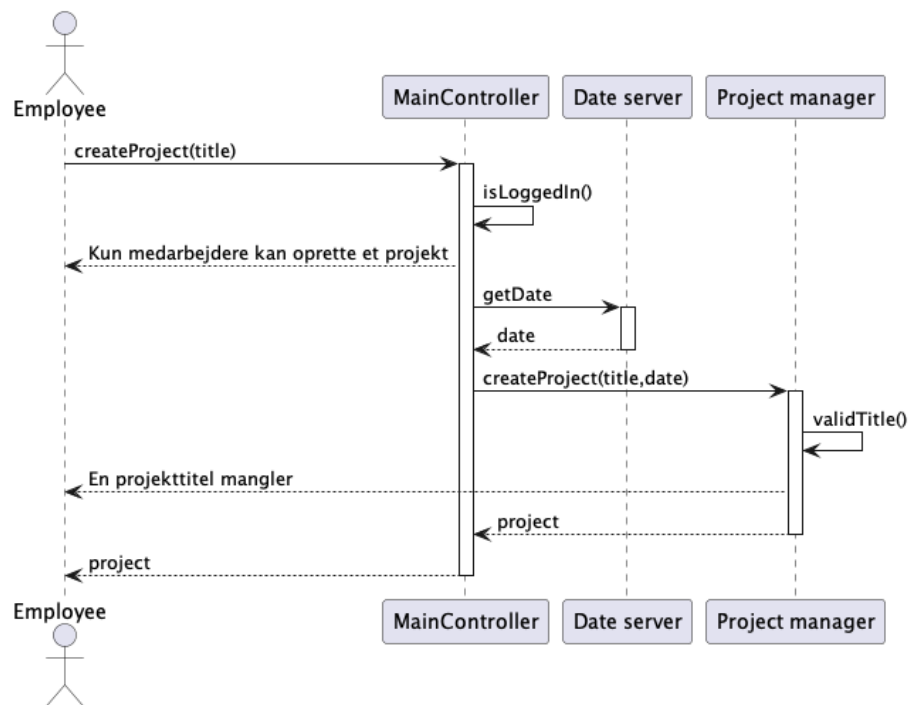 Employee
MainController
Date server
Project manager
createProject(title)
isLoggedIn()
Kun medarbejdere kan oprette et projekt
getDate
date
createProject(title,date)
validTitle()
En projekttitel mangler
project
project
Employee
MainController
Date server
Project manager